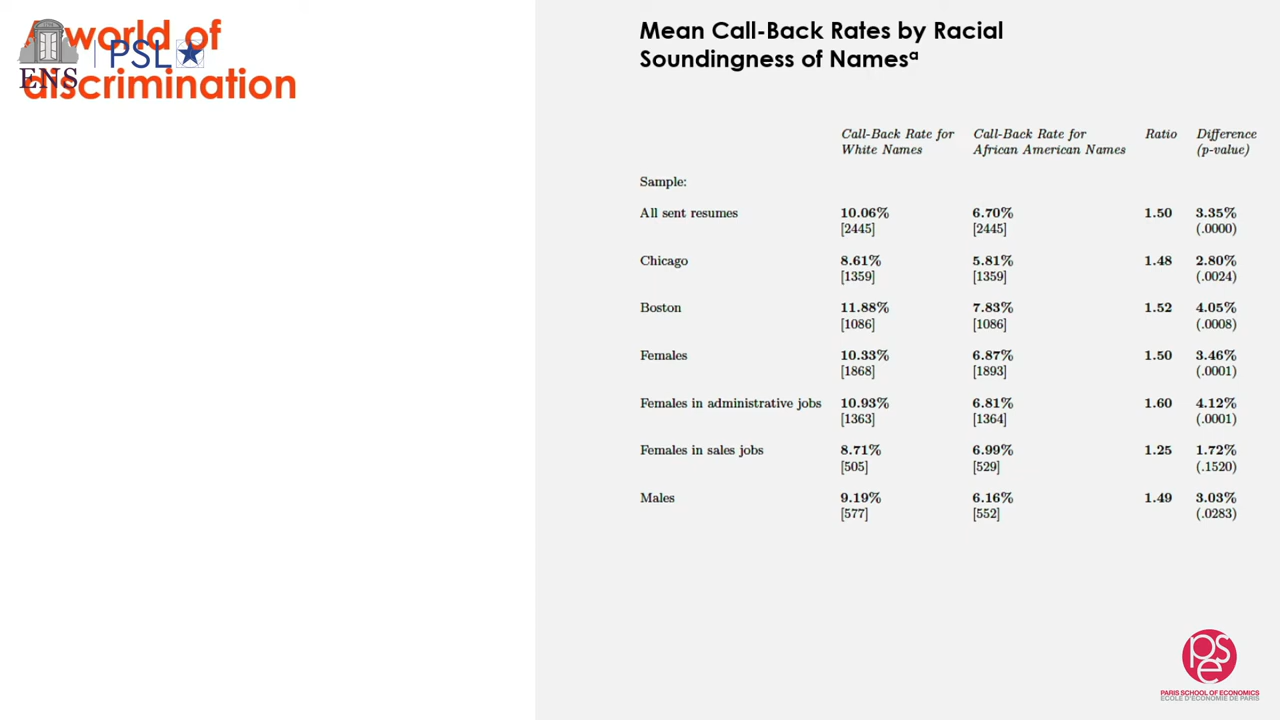 A world of
discrimination
ENS
PSL
Mean Call-Back Rates by Racial
Soundingness of Namesᵃ
Call-Back Rate for Call-Back Rate for Ratio Difference
White Names African American Names (p-value)
Sample:
All sent resumes 10.06% 6.70% 1.50 3.35%
[2445] [2445] (.0000)
Chicago 8.61% 5.81% 1.48 2.80%
[1359] [1359] (.0024)
Boston 11.88% 7.83% 1.52 4.05%
[1086] [1086] (.0008)
Females 10.33% 6.87% 1.50 3.46%
[1868] [1893] (.0001)
Females in administrative jobs 10.93% 6.81% 1.60 4.12%
[1363] [1364] (.0001)
Females in sales jobs 8.71% 6.99% 1.25 1.72%
[505] [529] (.1520)
Males 9.19% 6.16% 1.49 3.03%
[577] [552] (.0283)
pse
PARIS SCHOOL OF ECONOMICS
ECOLE D'ECONOMIE DE PARIS